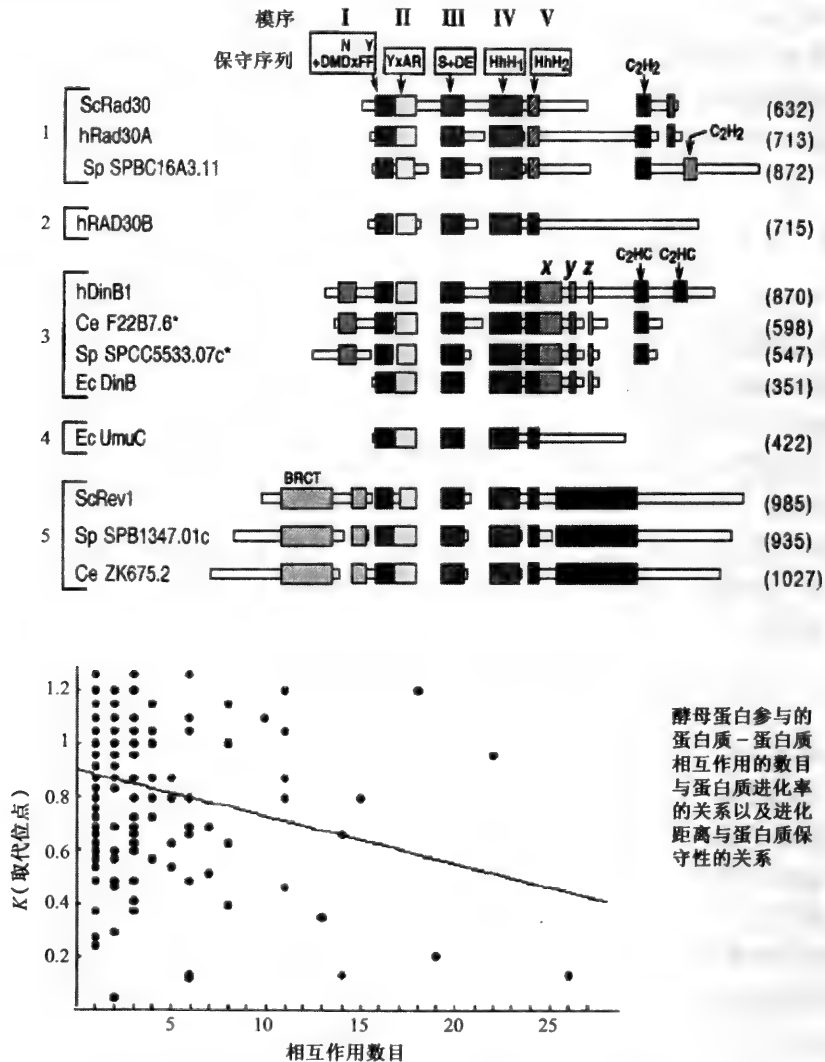 模序 I II III IV V
N Y
保守序列 +DMDxFF YxAR S+DE HhH₁ HhH₂
C₂H₂
ScRad30 (632)
1 hRad30A C₂H₂ (713)
Sp SPBC16A3.11 (872)
2 hRAD30B (715)
x y z C₂HC C₂HC
hDinB1 (870)
3 Ce F22B7.6* (598)
Sp SPCC5533.07c* (547)
Ec DinB (351)
4 Ec UmuC (422)
BRCT
ScRev1 (985)
5 Sp SPB1347.01c (935)
Ce ZK675.2 (1027)
K(取代位点)
1.2
1
0.8
0.6
0.4
0.2
5 10 15 20 25
相互作用数目
酵母蛋白参与的
蛋白质-蛋白质
相互作用的数目
与蛋白质进化率
的关系以及进化
距离与蛋白质保
守性的关系